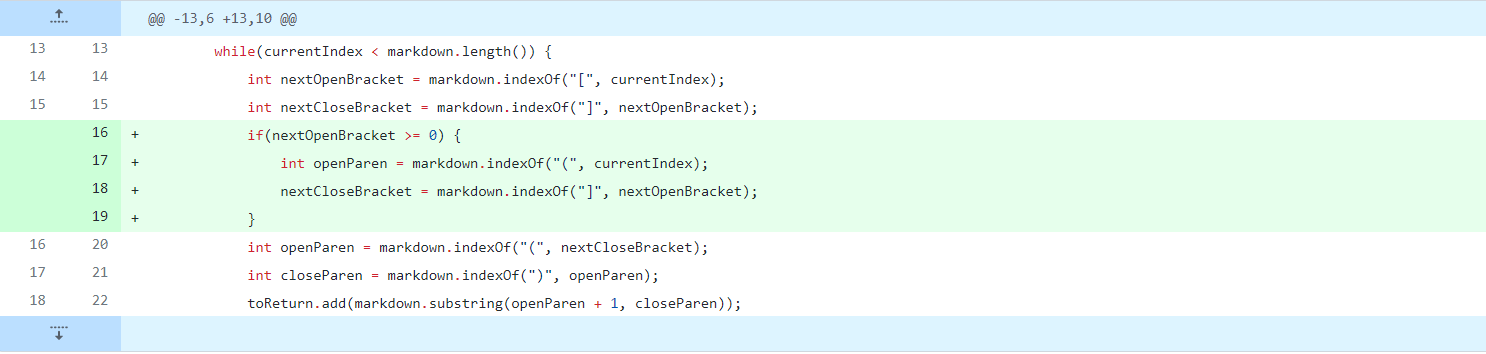 @@ -13,6 +13,10 @@
13 13 while(currentIndex < markdown.length()) {
14 14 int nextOpenBracket = markdown.indexOf("[", currentIndex);
15 15 int nextCloseBracket = markdown.indexOf("]", nextOpenBracket);
16 + if(nextOpenBracket >= 0) {
17 + int openParen = markdown.indexOf("(", currentIndex);
18 + nextCloseBracket = markdown.indexOf("]", nextOpenBracket);
19 + }
16 20 int openParen = markdown.indexOf("(", nextCloseBracket);
17 21 int closeParen = markdown.indexOf(")", openParen);
18 22 toReturn.add(markdown.substring(openParen + 1, closeParen));